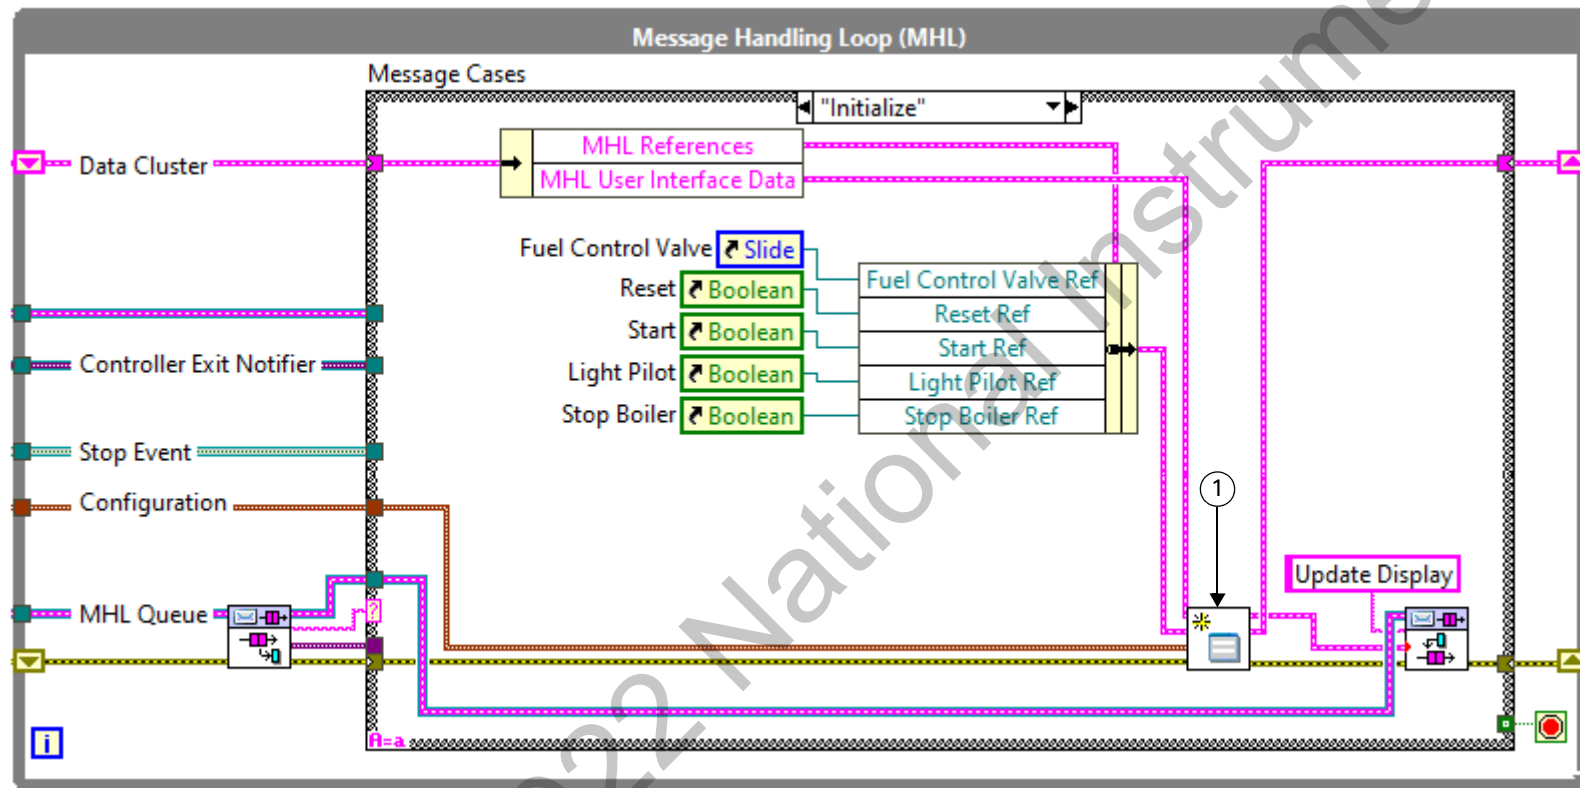 Message Handling Loop (MHL)
Message Cases
"Initialize"
Data Cluster
MHL References
MHL User Interface Data
Fuel Control Valve
Slide
Fuel Control Valve Ref
Reset
Boolean
Reset Ref
Start
Boolean
Start Ref
Controller Exit Notifier
Light Pilot
Boolean
Light Pilot Ref
Stop Boiler
Boolean
Stop Boiler Ref
Stop Event
Configuration
1
Update Display
MHL Queue
?
i
A=a
2022 National Instrume